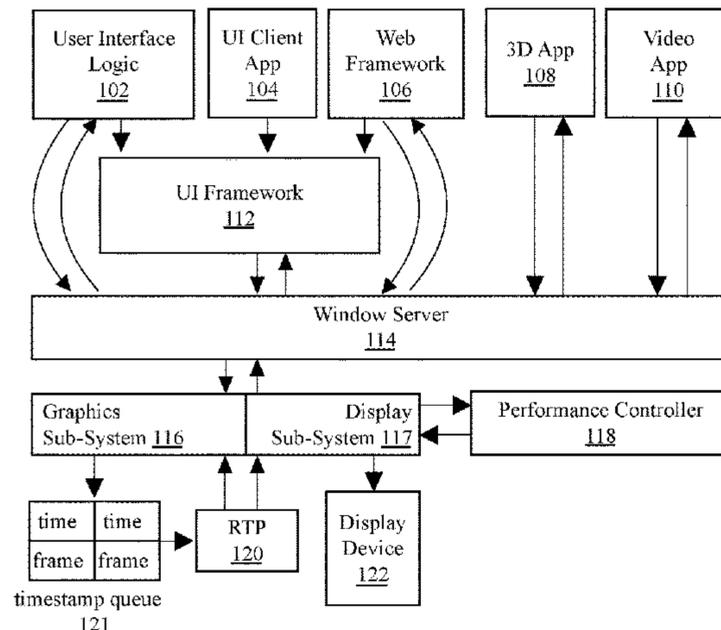 User Interface
Logic
102
UI Client
App
104
Web
Framework
106
3D App
108
Video
App
110
UI Framework
112
Window Server
114
Graphics
Sub-System 116
Display
Sub-System 117
Performance Controller
118
time time
frame frame
timestamp queue
121
RTP
120
Display
Device
122